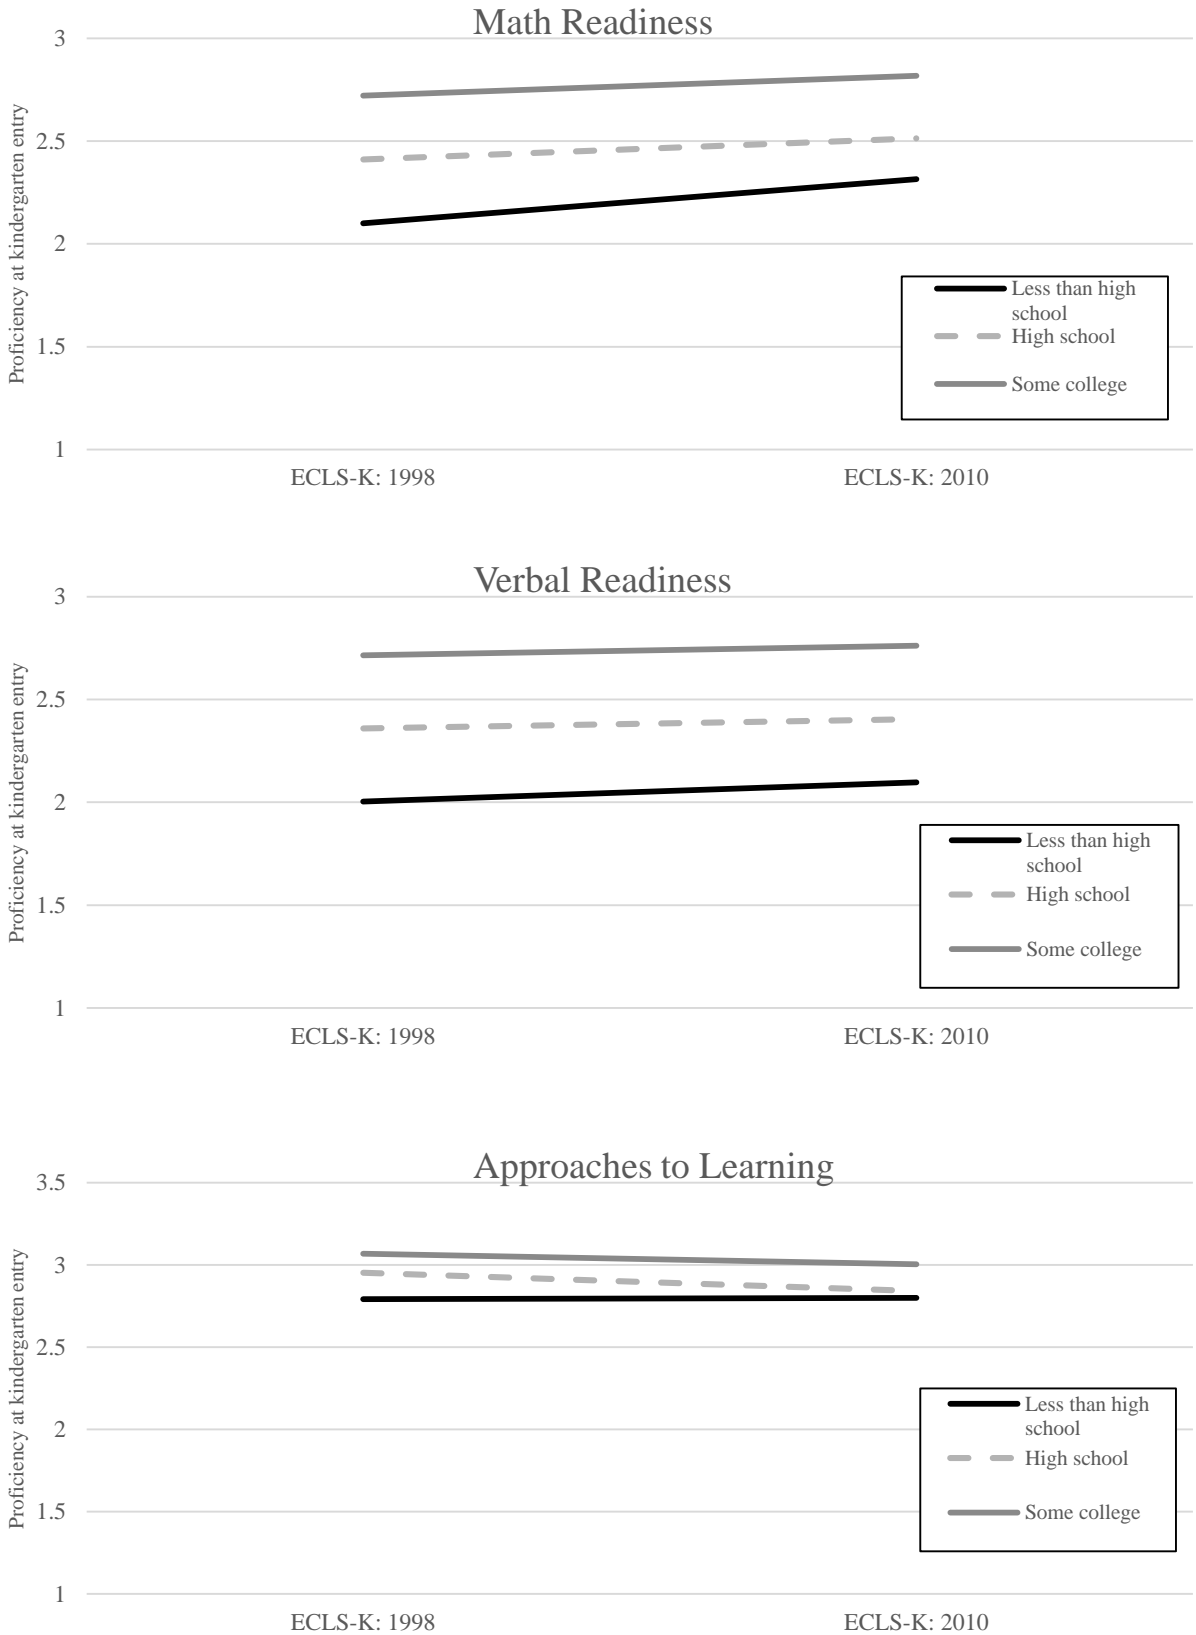 Math Readiness
Proficiency at kindergarten entry
3
2.5
2
1.5
1
Less than high
school
High school
Some college
ECLS-K: 1998
ECLS-K: 2010
Verbal Readiness
Proficiency at kindergarten entry
3
2.5
2
1.5
1
Less than high
school
High school
Some college
ECLS-K: 1998
ECLS-K: 2010
Approaches to Learning
Proficiency at kindergarten entry
3.5
3
2.5
2
1.5
1
Less than high
school
High school
Some college
ECLS-K: 1998
ECLS-K: 2010